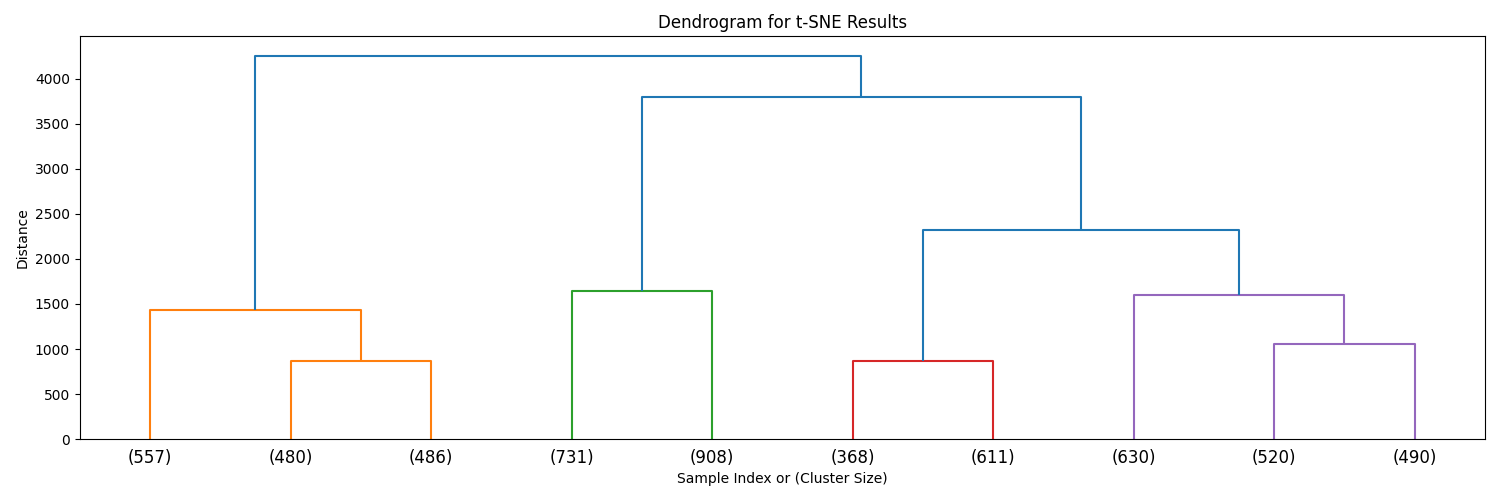 Dendrogram for t-SNE Results
Distance
4000
3500
3000
2500
2000
1500
1000
500
0
(557) (480) (486) (731) (908) (368) (611) (630) (520) (490)
Sample Index or (Cluster Size)